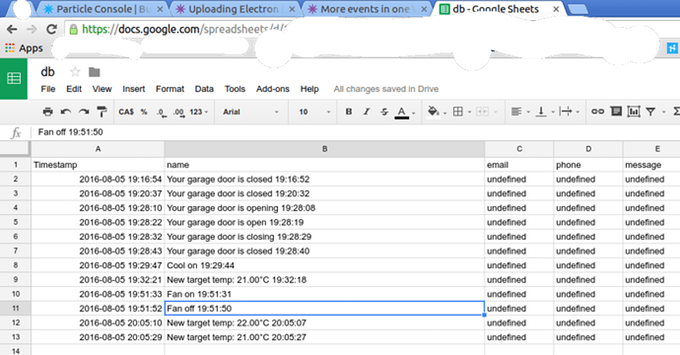 Particle Console | Bu
Uploading Electron
More events in one
db - Google Sheets
https://docs.google.com/spreadsheets/d/
Apps
db
File Edit View Insert Format Data Tools Add-ons Help All changes saved in Drive
CA$ % .0 .00 123 Arial 10 B I S A
fx Fan off 19:51:50
A B C D E
1 Timestamp name email phone message
2 2016-08-05 19:16:54 Your garage door is closed 19:16:52 undefined undefined undefined
3 2016-08-05 19:20:37 Your garage door is closed 19:20:32 undefined undefined undefined
4 2016-08-05 19:28:10 Your garage door is opening 19:28:08 undefined undefined undefined
5 2016-08-05 19:28:22 Your garage door is open 19:28:19 undefined undefined undefined
6 2016-08-05 19:28:32 Your garage door is closing 19:28:29 undefined undefined undefined
7 2016-08-05 19:28:43 Your garage door is closed 19:28:40 undefined undefined undefined
8 2016-08-05 19:29:47 Cool on 19:29:44 undefined undefined undefined
9 2016-08-05 19:32:21 New target temp: 21.00°C 19:32:18 undefined undefined undefined
10 2016-08-05 19:51:33 Fan on 19:51:31 undefined undefined undefined
11 2016-08-05 19:51:52 Fan off 19:51:50 undefined undefined undefined
12 2016-08-05 20:05:10 New target temp: 22.00°C 20:05:07 undefined undefined undefined
13 2016-08-05 20:05:29 New target temp: 21.00°C 20:05:27 undefined undefined undefined
14